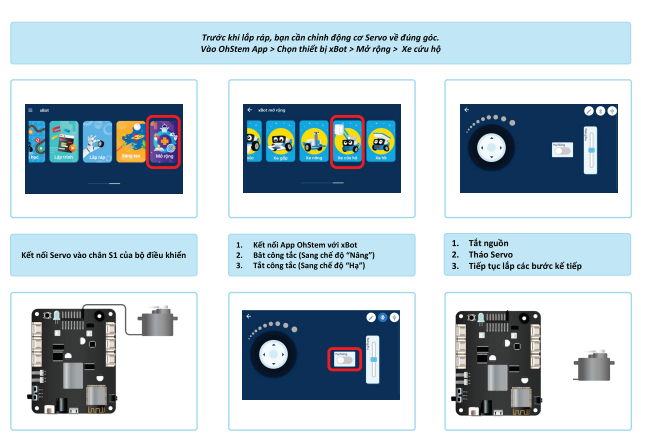 Trước khi lắp ráp, bạn cần chỉnh động cơ Servo về đúng góc.
Vào OhStem App > Chọn thiết bị xBot > Mở rộng > Xe cứu hộ
xBot
học
Lập trình
Lắp ráp
Sáng tạo
Mở rộng
xBot mở rộng
Xe gắp
Xe nâng
Xe cứu hộ
Xe rô
Kết nối Servo vào chân S1 của bộ điều khiển
1. Kết nối App OhStem với xBot
2. Bât công tắc (Sang chế độ “Nâng”)
3. Tắt công tắc (Sang chế độ “Hạ”)
1. Tắt nguồn
2. Tháo Servo
3. Tiếp tục lắp các bước kế tiếp